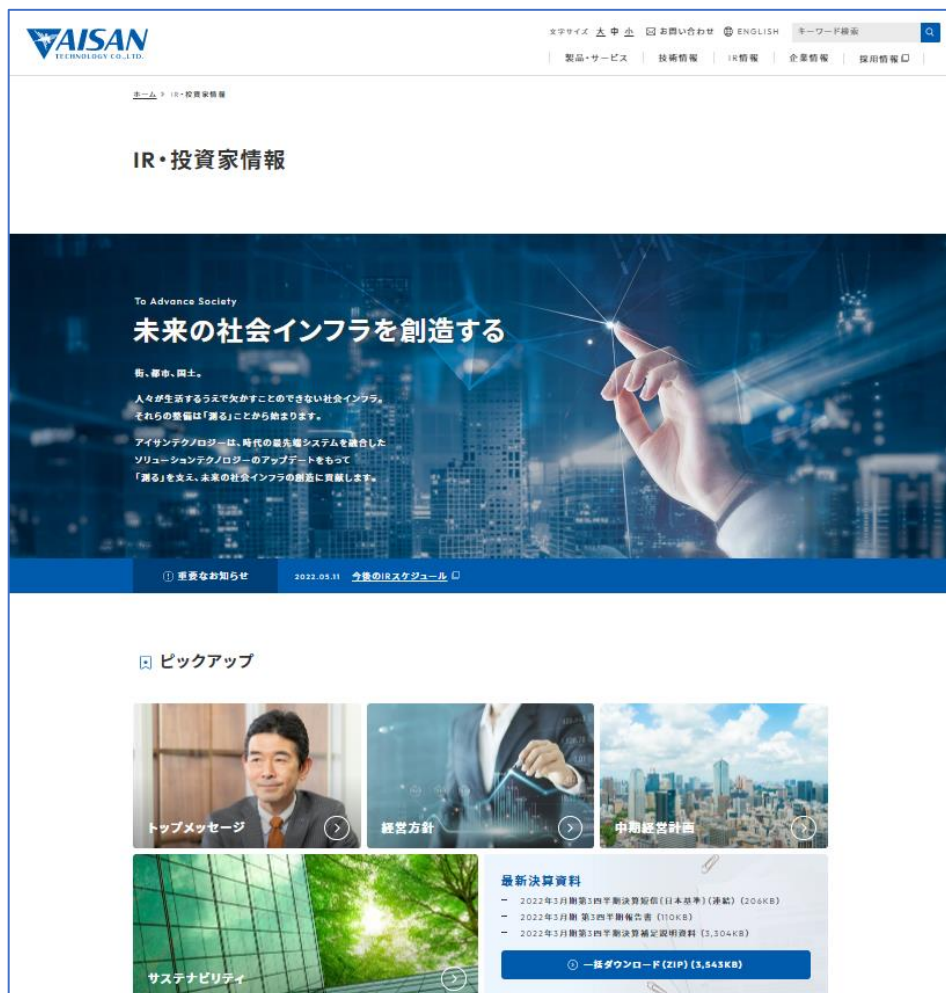 AISAN
TECHNOLOGY CO.,LTD.
文字サイズ 大 中 小 お問い合わせ ENGLISH キーワード検索
製品・サービス 技術情報 IR情報 企業情報 採用情報
ホーム > IR・投資家情報
IR・投資家情報
To Advance Society
未来の社会インフラを創造する
街、都市、国土。
人々が生活するうえで欠かすことのできない社会インフラ。
それらの整備は「測る」ことから始まります。
アイサンテクノロジーは、時代の最先端システムを融合した
ソリューションテクノロジーのアップデートをもって
「測る」を支え、未来の社会インフラの創造に貢献します。
重要なお知らせ 2022.05.11 今後のIRスケジュール
ピックアップ
トップメッセージ
経営方針
中期経営計画
最新決算資料
- 2022年3月期第3四半期決算短信(日本基準)(連結) (206KB)
- 2022年3月期 第3四半期報告書 (110KB)
- 2022年3月期第3四半期決算補足説明資料 (3,304KB)
一括ダウンロード(ZIP) (3,543KB)
サステナビリティ